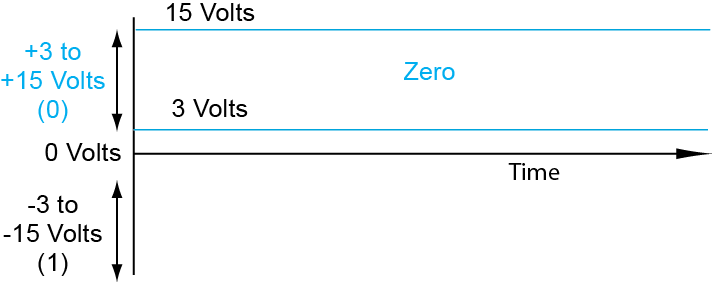 15 Volts
+3 to
+15 Volts
(0)
Zero
3 Volts
0 Volts
Time
-3 to
-15 Volts
(1)